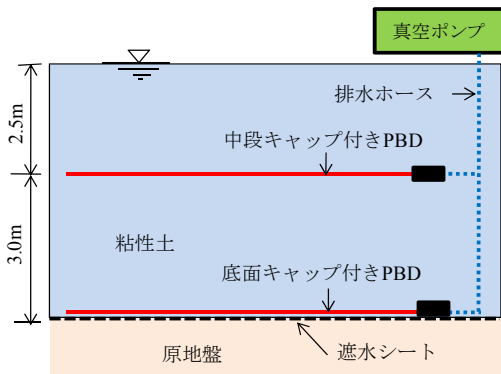 真空ポンプ
排水ホース
2.5m
中段キャップ付きPBD
3.0m
粘性土
底面キャップ付きPBD
原地盤
遮水シート